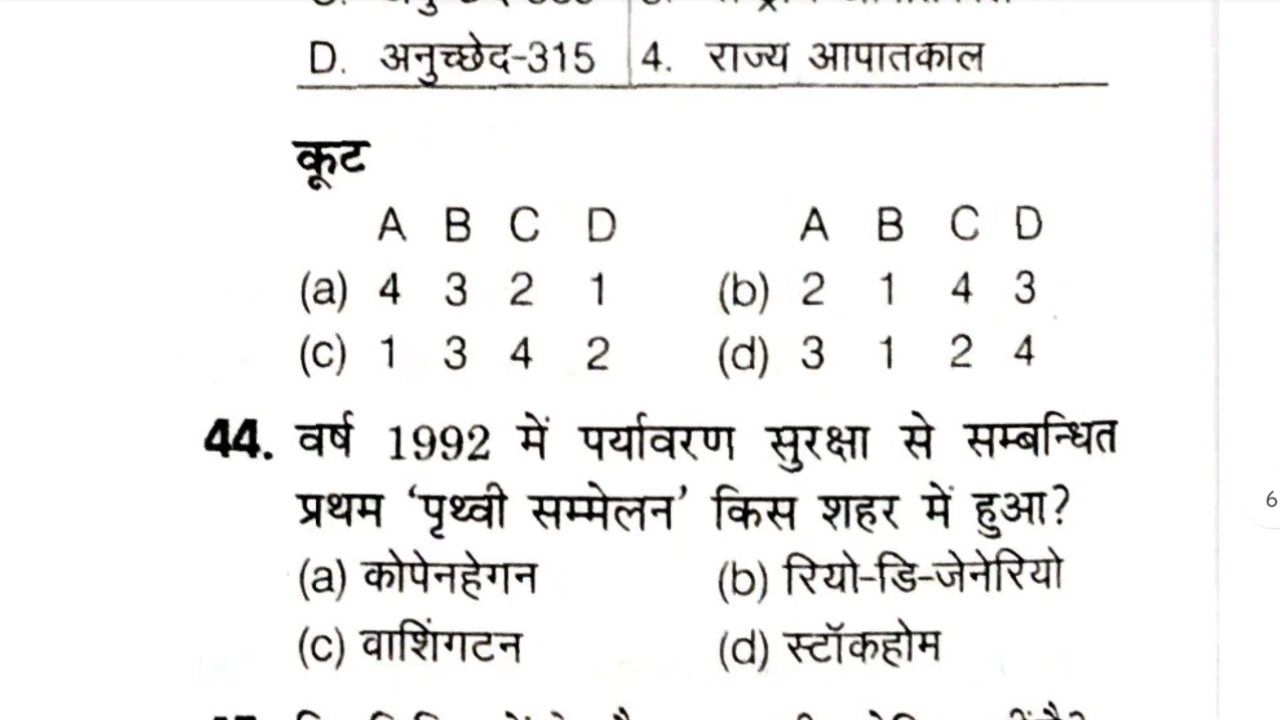 D. अनुच्छेद-315 4. राज्य आपातकाल
कूट
A B C D A B C D
(a) 4 3 2 1 (b) 2 1 4 3
(c) 1 3 4 2 (d) 3 1 2 4
44. वर्ष 1992 में पर्यावरण सुरक्षा से सम्बन्धित
प्रथम ‘पृथ्वी सम्मेलन’ किस शहर में हुआ?
(a) कोपेनहेगन (b) रियो-डि-जेनेरियो
(c) वाशिंगटन (d) स्टॉकहोम
6